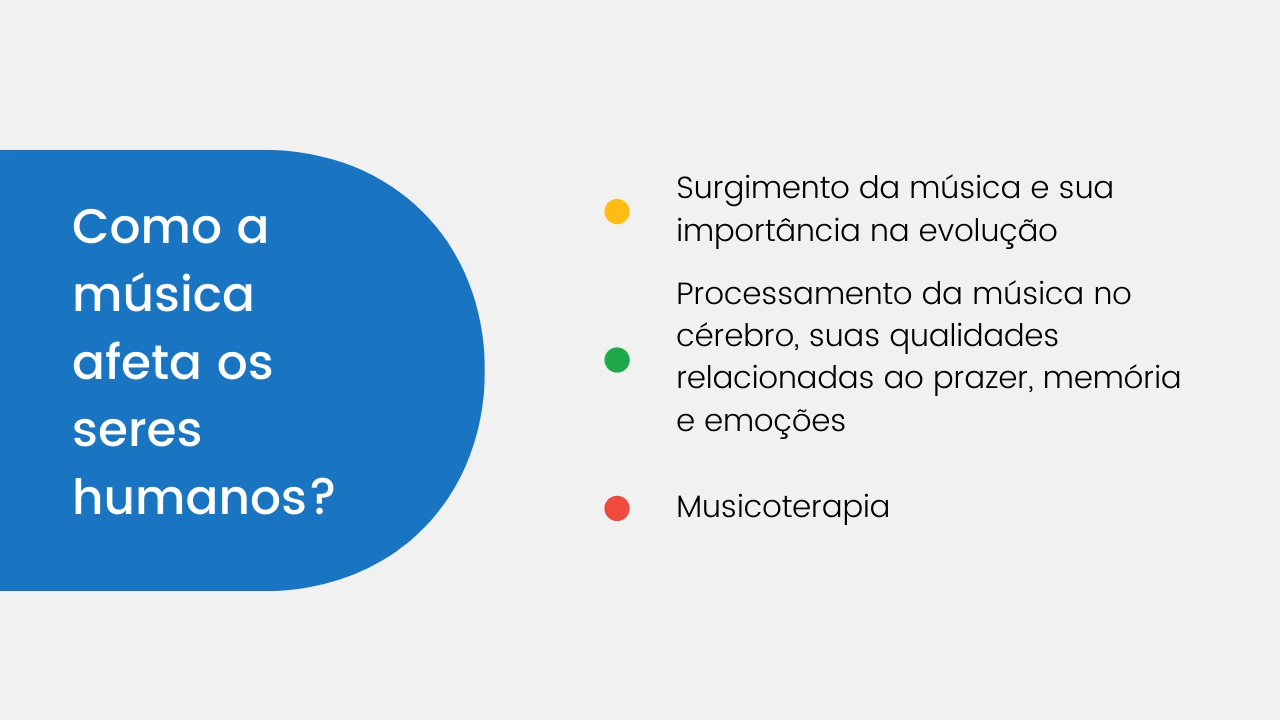 Como a
música
afeta os
seres
humanos?
Surgimento da música e sua
importância na evolução
Processamento da música no
cérebro, suas qualidades
relacionadas ao prazer, memória
e emoções
Musicoterapia